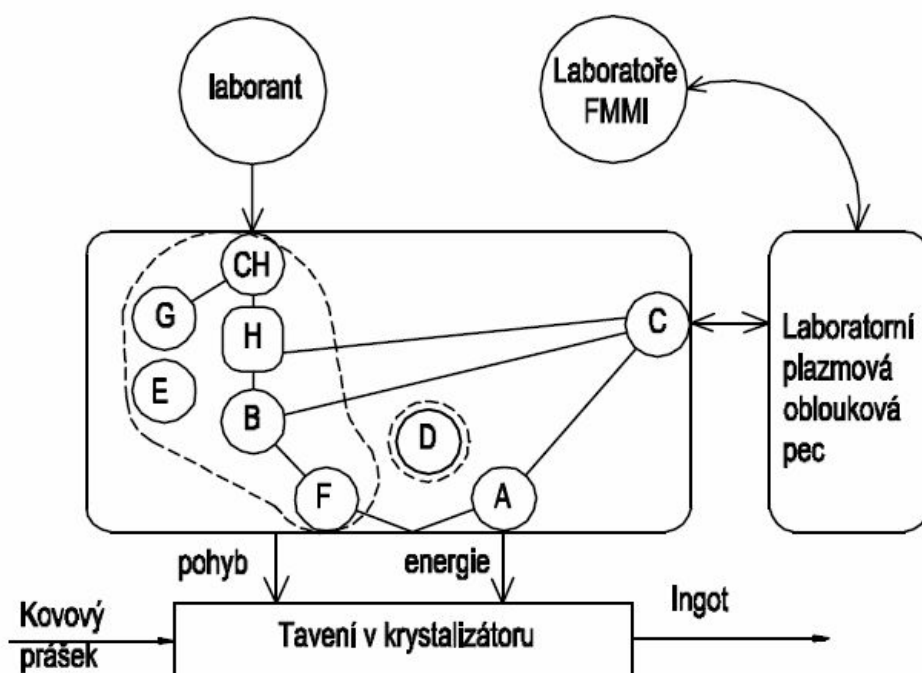 laborant
Laboratoře
FMMI
CH
G
H
C
E
B
D
F
A
Laboratorní
plazmová
oblouková
pec
pohyb
energie
Kovový
prášek
Tavení v krystalizátoru
Ingot